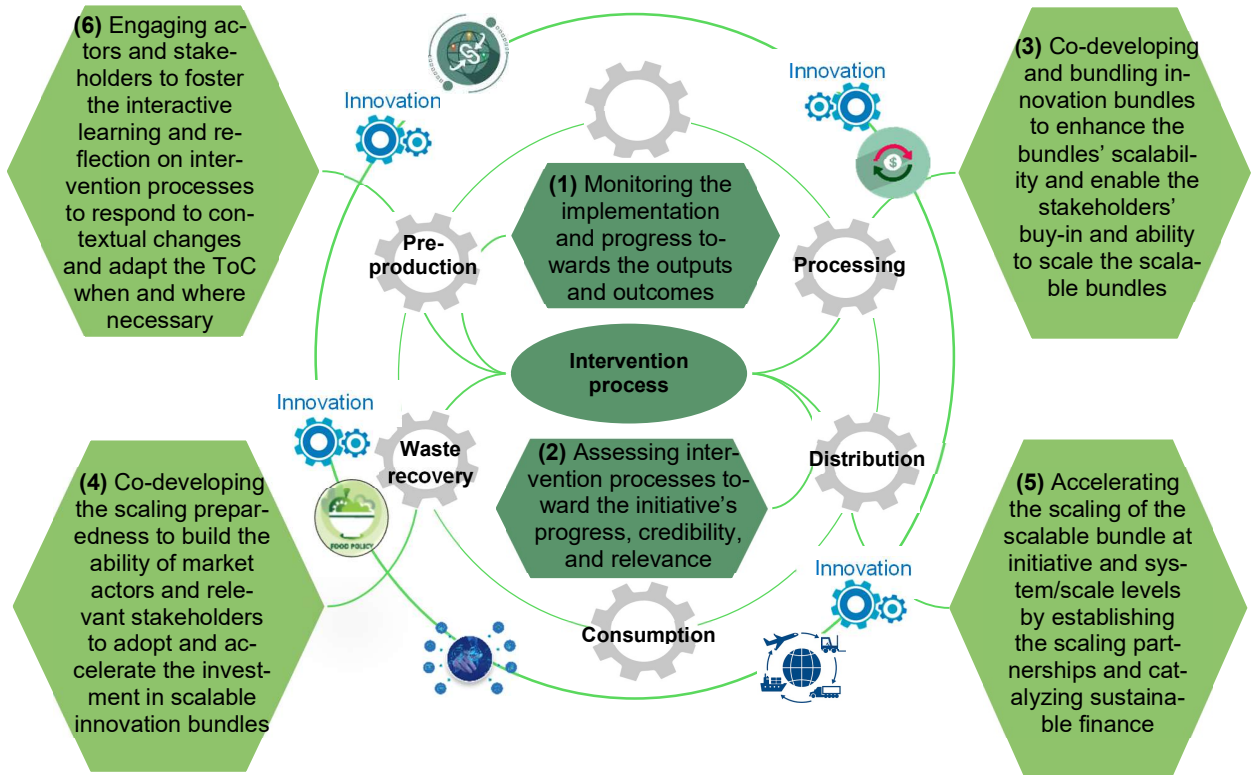 (6) Engaging ac-
tors and stake-
holders to foster
the interactive
learning and re-
flection on inter-
vention processes
to respond to con-
textual changes
and adapt the ToC
when and where
necessary
Innovation
Innovation
(3) Co-developing
and bundling in-
novation bundles
to enhance the
bundles’ scalabil-
ity and enable the
stakeholders’
buy-in and ability
to scale the scala-
ble bundles
(1) Monitoring the
implementation
and progress to-
wards the outputs
and outcomes
Pre-
production
Processing
Intervention
process
Innovation
Waste
recovery
(2) Assessing inter-
vention processes to-
ward the initiative’s
progress, credibility,
and relevance
Distribution
(4) Co-developing
the scaling prepar-
edness to build the
ability of market
actors and rele-
vant stakeholders
to adopt and ac-
celerate the invest-
ment in scalable
innovation bundles
FOOD POLICY
Consumption
Innovation
(5) Accelerating
the scaling of the
scalable bundle at
initiative and sys-
tem/scale levels
by establishing
the scaling part-
nerships and cat-
alyzing sustaina-
ble finance
$